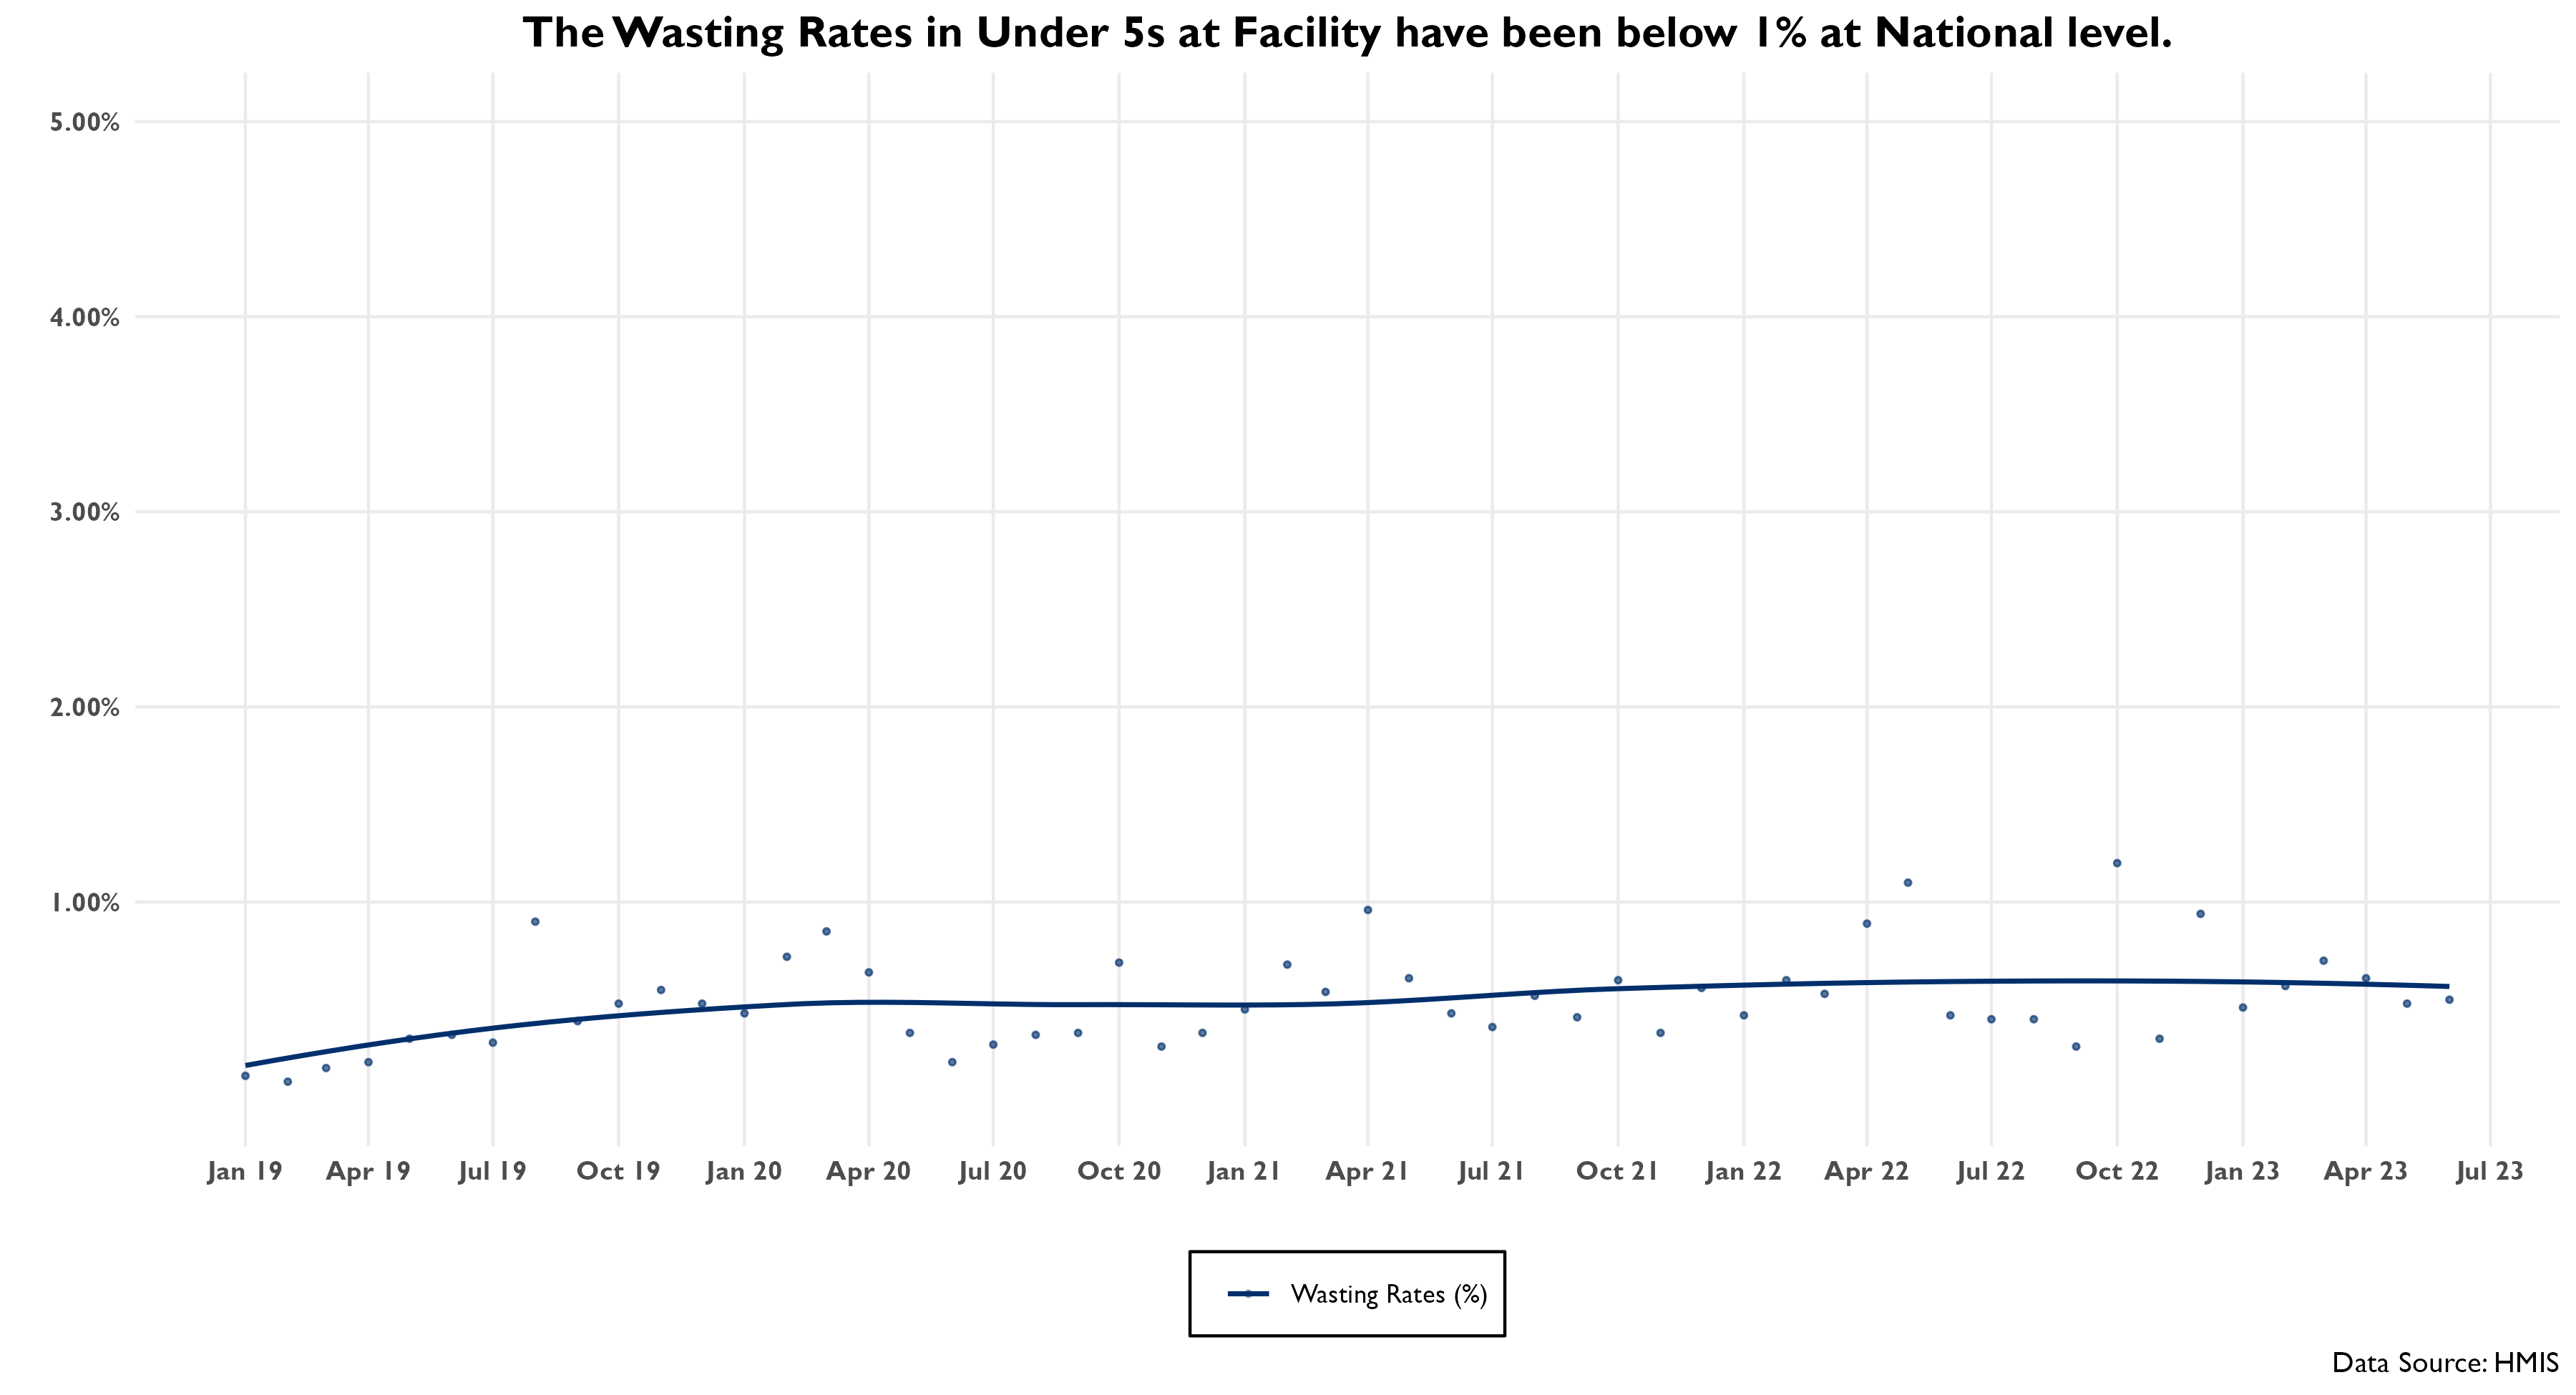 The Wasting Rates in Under 5s at Facility have been below 1% at National level.
5.00%
4.00%
3.00%
2.00%
1.00%
Jan 19 Apr 19 Jul 19 Oct 19 Jan 20 Apr 20 Jul 20 Oct 20 Jan 21 Apr 21 Jul 21 Oct 21 Jan 22 Apr 22 Jul 22 Oct 22 Jan 23 Apr 23 Jul 23
Wasting Rates (%)
Data Source: HMIS